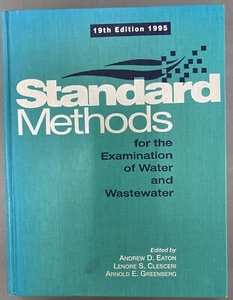 19th Edition 1995
Standard
Methods
for the
Examination
of Water
and
Wastewater
Edited by
ANDREW D. EATON
LENORE S. CLESCERI
ARNOLD E. GREENBERG